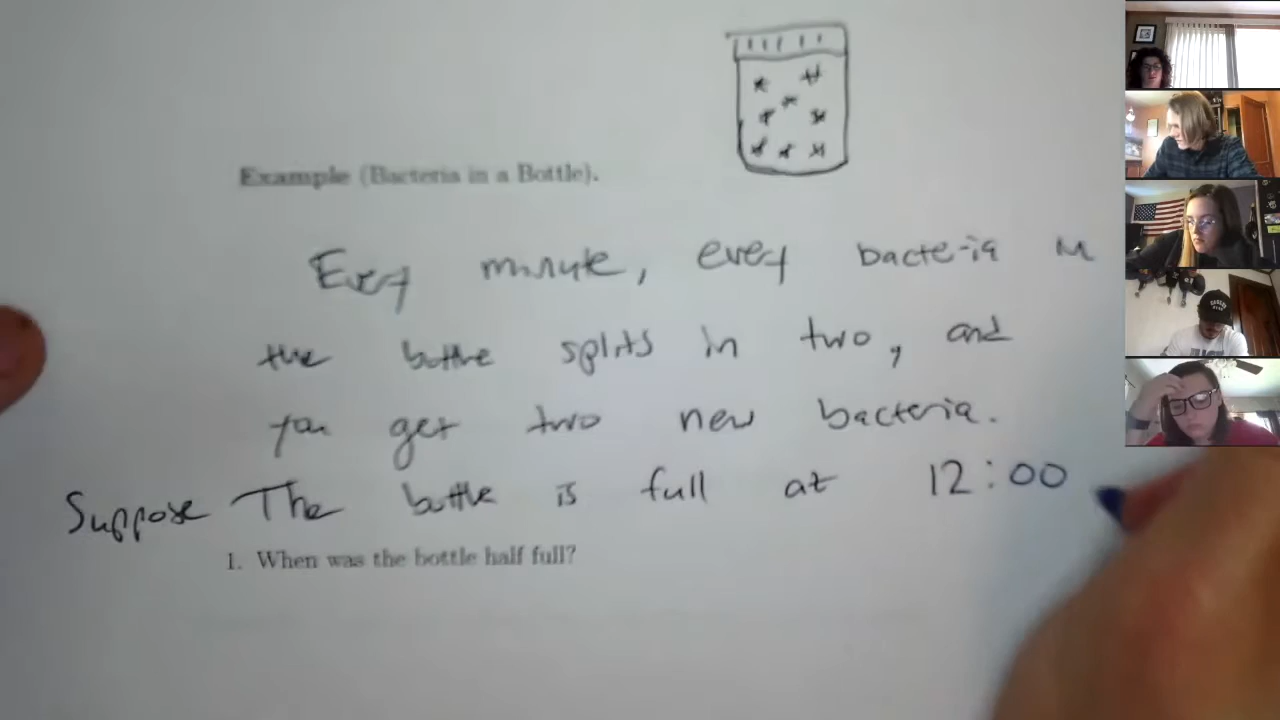 Example (Bacteria in a Bottle).
Every minute, every bacteria in
the bottle splits in two, and
you get two new bacteria.
Suppose The bottle is full at 12:00
1. When was the bottle half full?